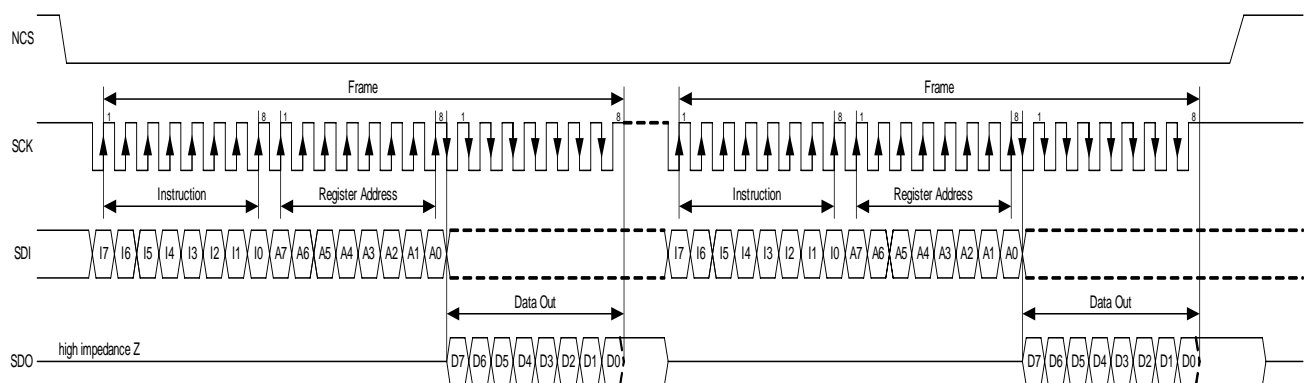 NCS
Frame Frame
1 8 1 8 1 8 1 8 1 8 1 8
SCK
Instruction Register Address Instruction Register Address
SDI I7 I6 I5 I4 I3 I2 I1 I0 A7 A6 A5 A4 A3 A2 A1 A0 I7 I6 I5 I4 I3 I2 I1 I0 A7 A6 A5 A4 A3 A2 A1 A0
Data Out Data Out
high impedance Z
SDO D7 D6 D5 D4 D3 D2 D1 D0 D7 D6 D5 D4 D3 D2 D1 D0